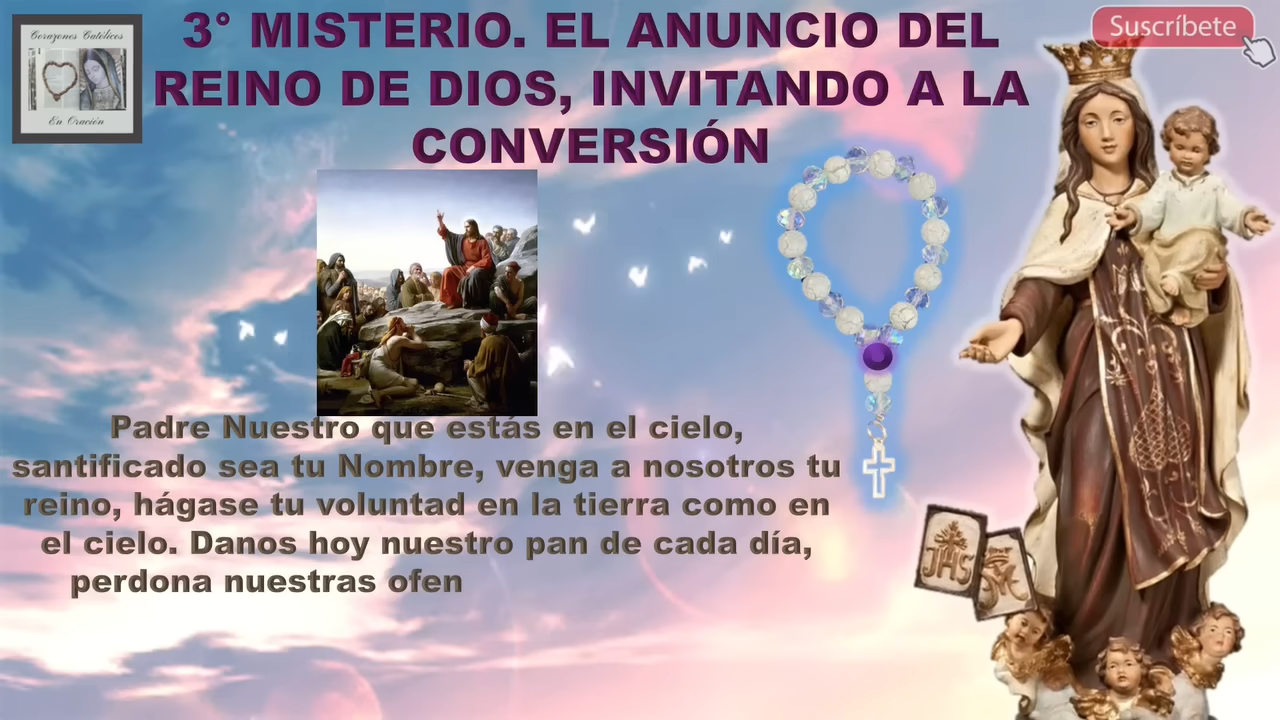 Corazones Católicos
En Oración
3° MISTERIO. EL ANUNCIO DEL
REINO DE DIOS, INVITANDO A LA
CONVERSIÓN
Suscríbete
Padre Nuestro que estás en el cielo,
santificado sea tu Nombre, venga a nosotros tu
reino, hágase tu voluntad en la tierra como en
el cielo. Danos hoy nuestro pan de cada día,
perdona nuestras ofen
JHS